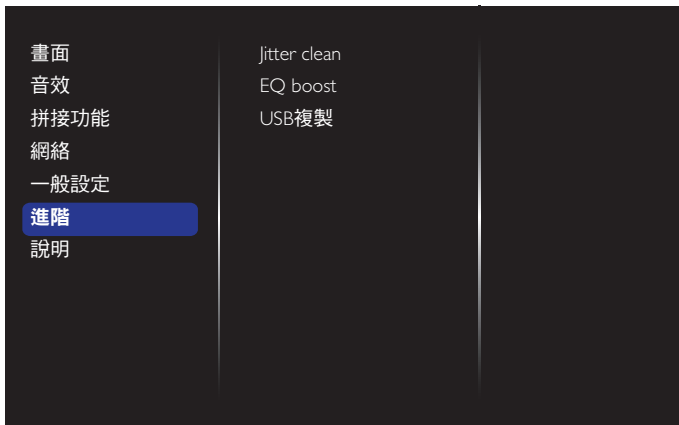 畫面
音效
拼接功能
網絡
一般設定
進階
說明
Jitter clean
EQ boost
USB複製